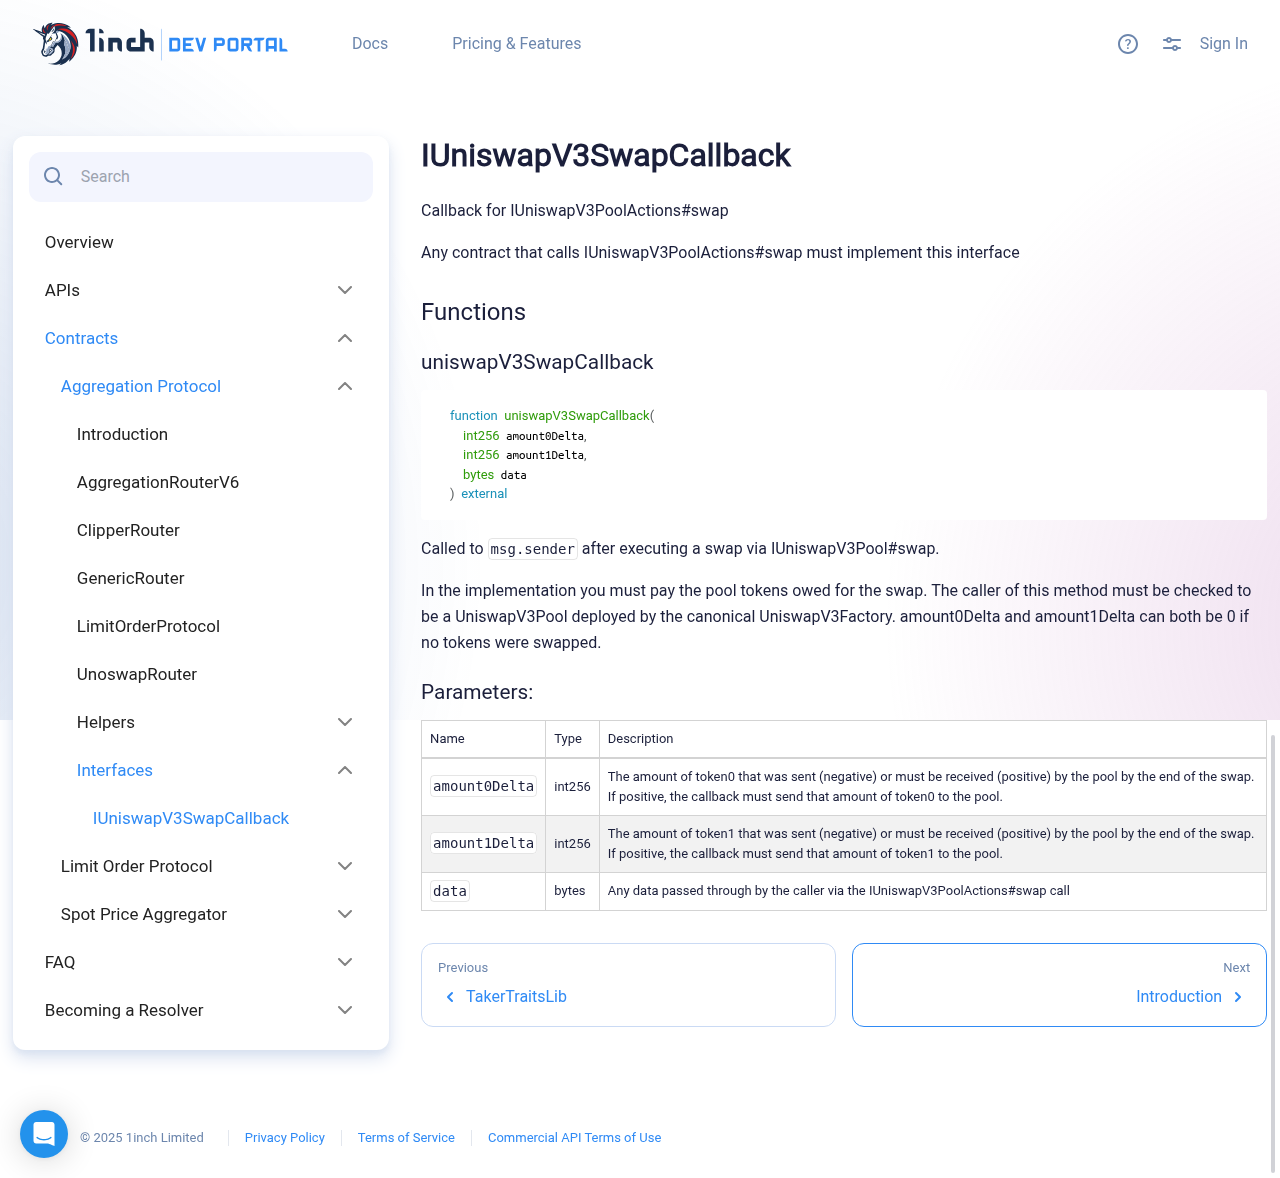 1inch DEV PORTAL
Docs
Pricing & Features
Sign In
Search
Overview
APIs
Contracts
Aggregation Protocol
Introduction
AggregationRouterV6
ClipperRouter
GenericRouter
LimitOrderProtocol
UnoswapRouter
Helpers
Interfaces
IUniswapV3SwapCallback
Limit Order Protocol
Spot Price Aggregator
FAQ
Becoming a Resolver
IUniswapV3SwapCallback
Callback for IUniswapV3PoolActions#swap
Any contract that calls IUniswapV3PoolActions#swap must implement this interface
Functions
uniswapV3SwapCallback
function uniswapV3SwapCallback(
int256 amount0Delta,
int256 amount1Delta,
bytes data
) external
Called to msg.sender after executing a swap via IUniswapV3Pool#swap.
In the implementation you must pay the pool tokens owed for the swap. The caller of this method must be checked to
be a UniswapV3Pool deployed by the canonical UniswapV3Factory. amount0Delta and amount1Delta can both be 0 if
no tokens were swapped.
Parameters:
Name Type Description
amount0Delta int256 The amount of token0 that was sent (negative) or must be received (positive) by the pool by the end of the swap.
If positive, the callback must send that amount of token0 to the pool.
amount1Delta int256 The amount of token1 that was sent (negative) or must be received (positive) by the pool by the end of the swap.
If positive, the callback must send that amount of token1 to the pool.
data bytes Any data passed through by the caller via the IUniswapV3PoolActions#swap call
Previous
TakerTraitsLib
Next
Introduction
© 2025 1inch Limited
Privacy Policy
Terms of Service
Commercial API Terms of Use